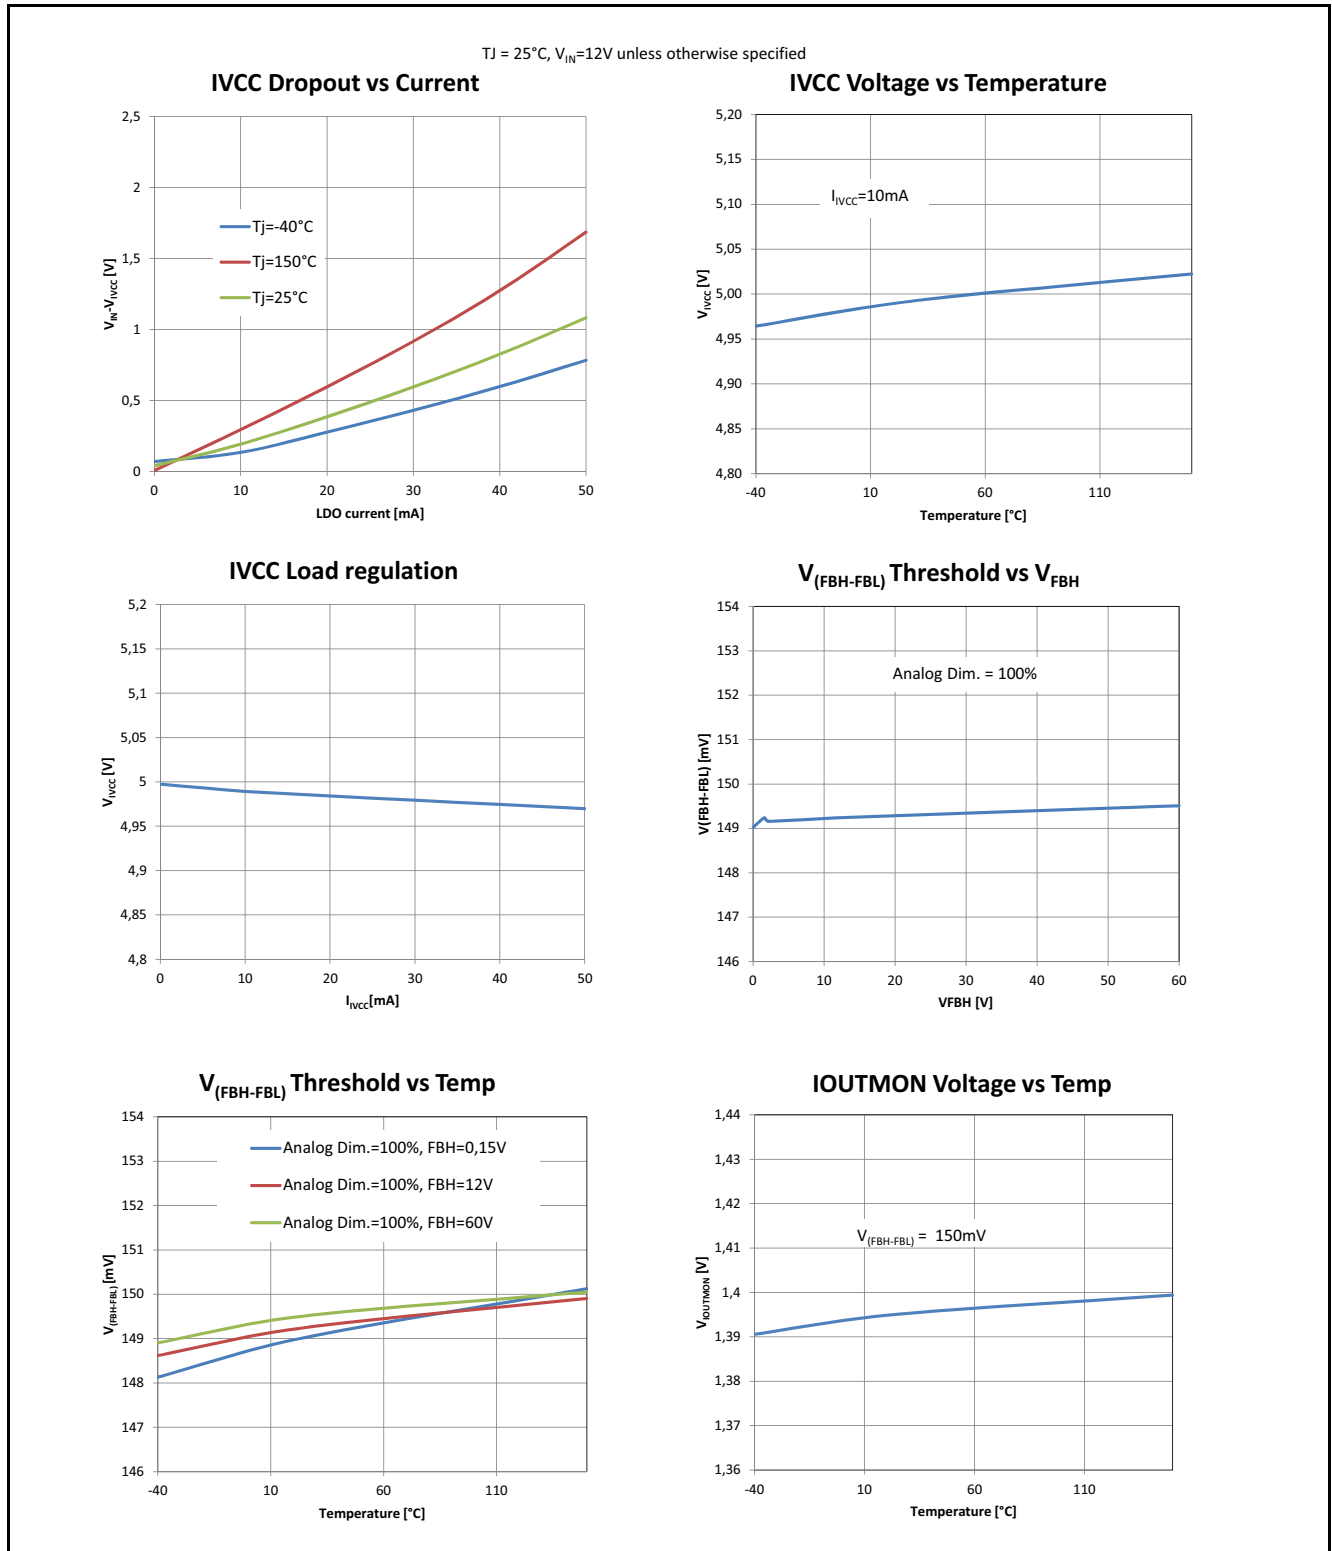 TJ = 25°C, VIN=12V unless otherwise specified
IVCC Dropout vs Current
2,5
2
1,5
1
0,5
0
VIN-VIVCC [V]
Tj=-40°C
Tj=150°C
Tj=25°C
0 10 20 30 40 50
LDO current [mA]
IVCC Voltage vs Temperature
5,20
5,15
5,10
5,05
5,00
4,95
4,90
4,85
4,80
VIVCC [V]
IIVCC=10mA
-40 10 60 110
Temperature [°C]
IVCC Load regulation
5,2
5,15
5,1
5,05
5
4,95
4,9
4,85
4,8
VIVCC [V]
0 10 20 30 40 50
IIVCC[mA]
V(FBH-FBL) Threshold vs VFBH
154
153
152
151
150
149
148
147
146
V(FBH-FBL) [mV]
Analog Dim. = 100%
0 10 20 30 40 50 60
VFBH [V]
V(FBH-FBL) Threshold vs Temp
154
153
152
151
150
149
148
147
146
V(FBH-FBL) [mV]
Analog Dim.=100%, FBH=0,15V
Analog Dim.=100%, FBH=12V
Analog Dim.=100%, FBH=60V
-40 10 60 110
Temperature [°C]
IOUTMON Voltage vs Temp
1,44
1,43
1,42
1,41
1,4
1,39
1,38
1,37
1,36
VIOUTMON [V]
V(FBH-FBL) = 150mV
-40 10 60 110
Temperature [°C]